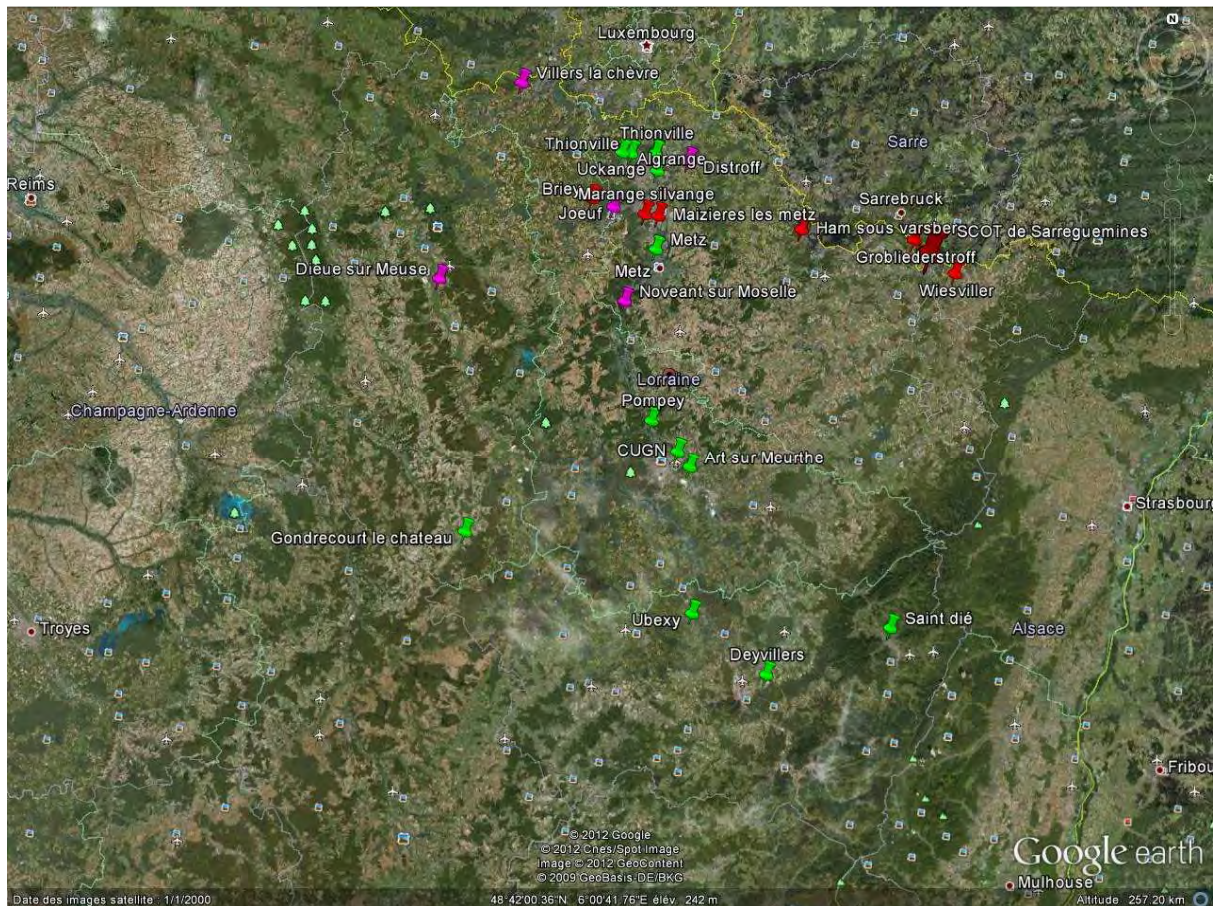 N
Luxembourg
Villers la chèvre
Thionville
Thionville
Algrange
Uckange
Distroff
Sarre
Reims
Briey
Marange silvange
Joeuf
Maizieres les metz
Sarrebruck
Ham sous varsber
SCOT de Sarreguemines
Metz
Grobliederstroff
Dieue sur Meuse
Metz
Noveant sur Moselle
Wiesviller
Lorraine
Pompey
Champagne-Ardenne
CUGN
Art sur Meurthe
Strasbourg
Gondrecourt le chateau
Ubexy
Saint dié
Troyes
Alsace
Deyvillers
Fribou
© 2012 Google
© 2012 Cnes/Spot Image
Image © 2012 GeoContent
© 2009 GeoBasis-DE/BKG
Google earth
Mulhouse
Date des images satellite : 1/1/2000
48°42'00.36"N 6°00'41.76"E élév. 242 m
Altitude 257.20 km